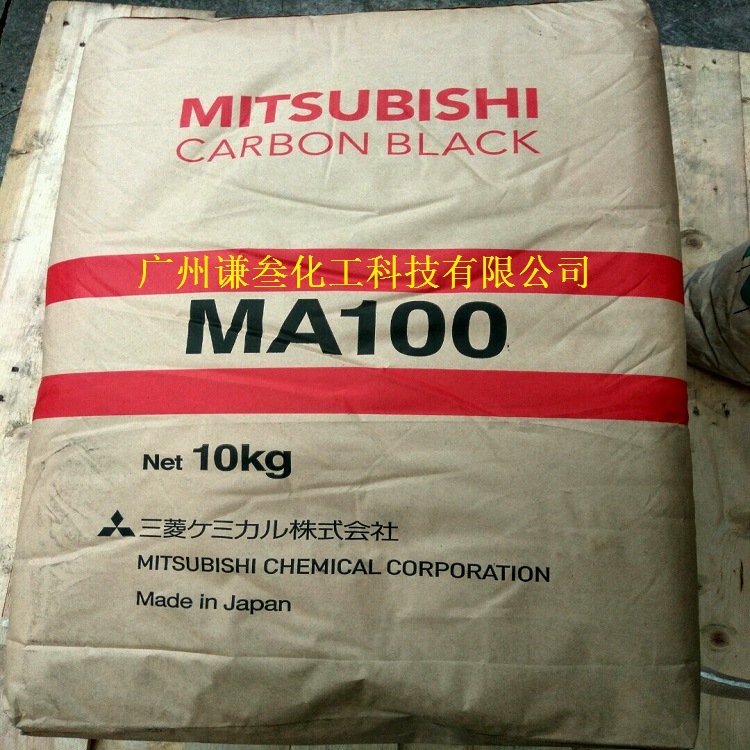 MITSUBISHI
CARBON BLACK
广州谦叁化工科技有限公司
MA100
Net 10kg
三菱ケミカル株式会社
MITSUBISHI CHEMICAL CORPORATION
Made in Japan